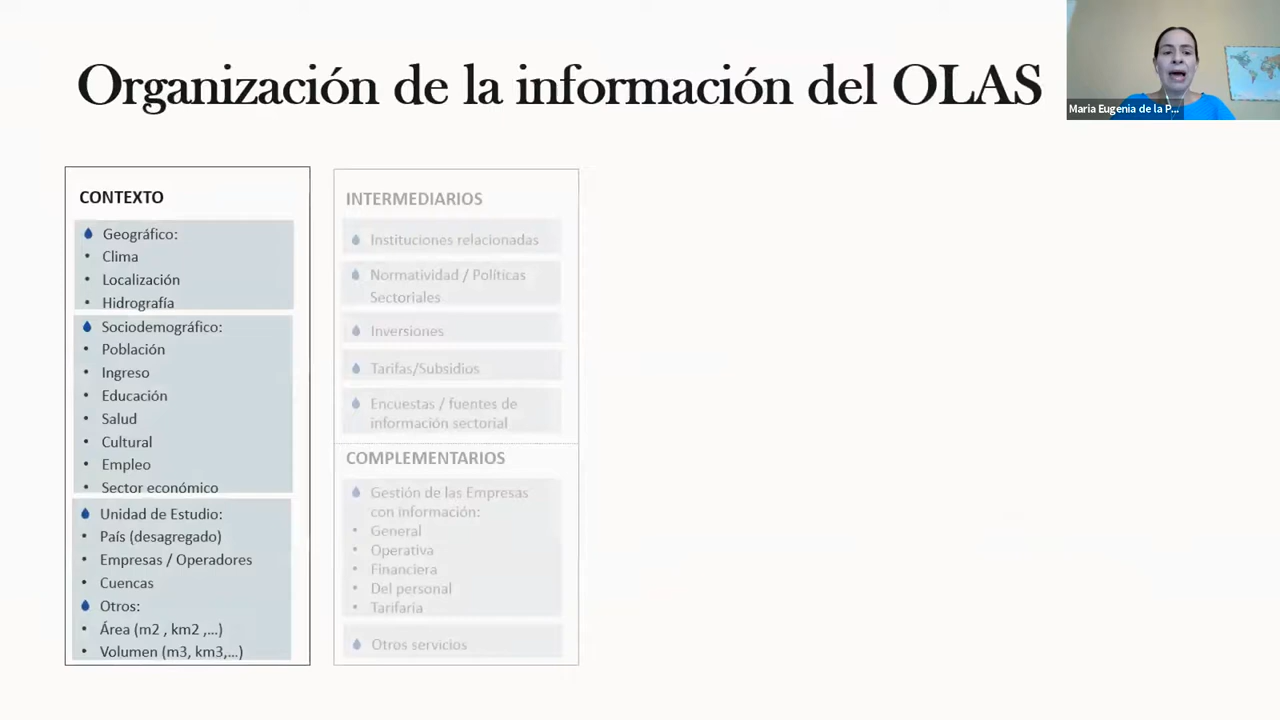 Organización de la información del OLAS
Maria Eugenia de la P...
CONTEXTO
Geográfico:
• Clima
• Localización
• Hidrografía
Sociodemográfico:
• Población
• Ingreso
• Educación
• Salud
• Cultural
• Empleo
• Sector económico
Unidad de Estudio:
• País (desagregado)
• Empresas / Operadores
• Cuencas
Otros:
• Área (m2 , km2 ,...)
• Volumen (m3, km3,...)
INTERMEDIARIOS
Instituciones relacionadas
Normatividad / Políticas
Sectoriales
Inversiones
Tarifas/Subsidios
Encuestas / fuentes de
información sectorial
COMPLEMENTARIOS
Gestión de las Empresas
con información:
• General
• Operativa
• Financiera
• Del personal
• Tarifaria
Otros servicios